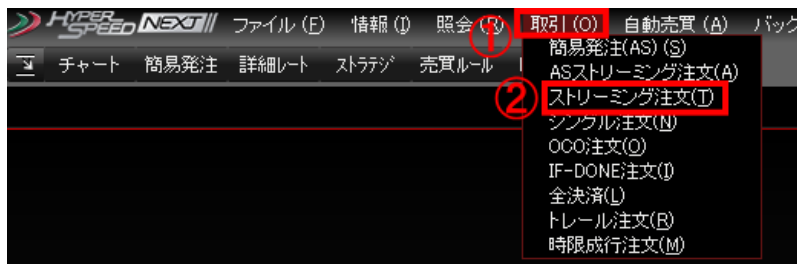 HYPER SPEED NEXT ファイル (F) 情報 (I) 照会 (R) 取引 (O) 自動売買 (A) バック
①
チャート 簡易発注 詳細レート ストラテジ 売買ルール
簡易発注(AS) (S)
ASストリーミング注文(A)
② ストリーミング注文(T)
シングル注文(N)
OCO注文(O)
IF-DONE注文(I)
全決済(L)
トレール注文(R)
時限成行注文(M)